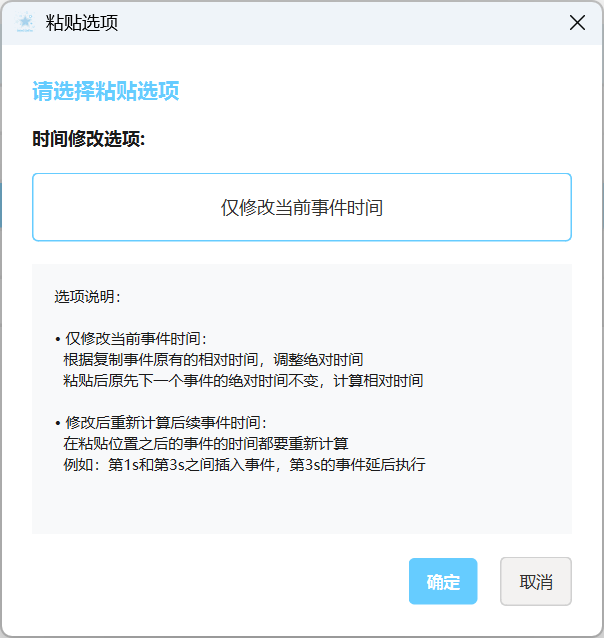 粘贴选项
请选择粘贴选项
时间修改选项:
仅修改当前事件时间
选项说明：
• 仅修改当前事件时间：
根据复制事件原有的相对时间，调整绝对时间
粘贴后原先下一个事件的绝对时间不变，计算相对时间
• 修改后重新计算后续事件时间：
在粘贴位置之后的事件的时间都要重新计算
例如：第1s和第3s之间插入事件，第3s的事件延后执行
确定
取消